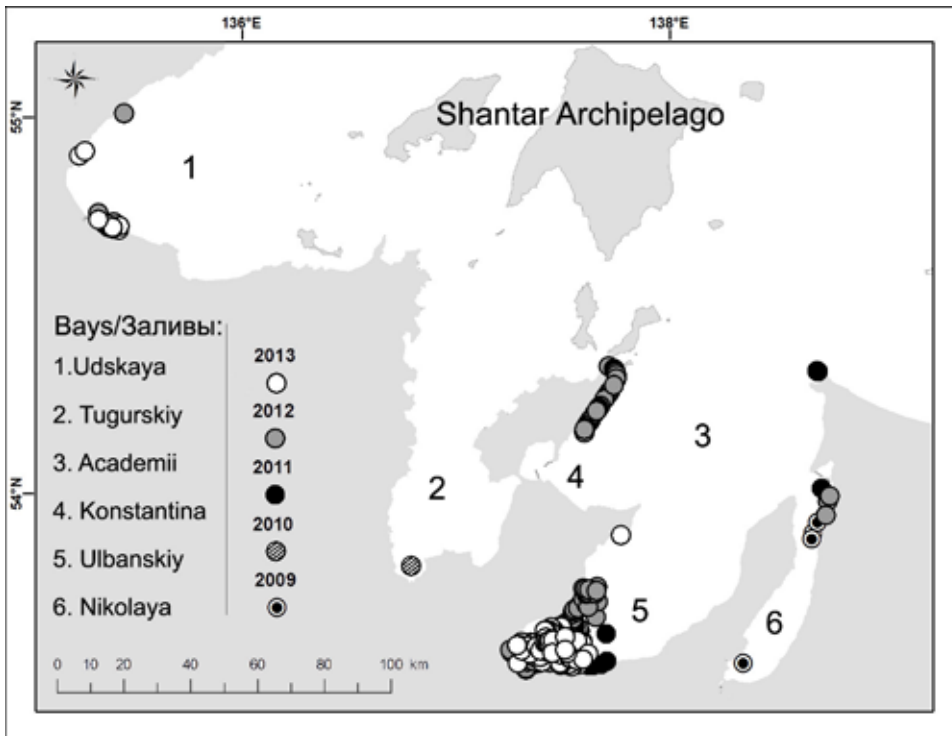 136°E 138°E
55°N
54°N
Shantar Archipelago
1
2
3
4
5
6
Bays/Заливы:
1.Udskaya
2. Tugurskiy
3. Academii
4. Konstantina
5. Ulbanskiy
6. Nikolaya
2013
2012
2011
2010
2009
0 10 20 40 60 80 100 km